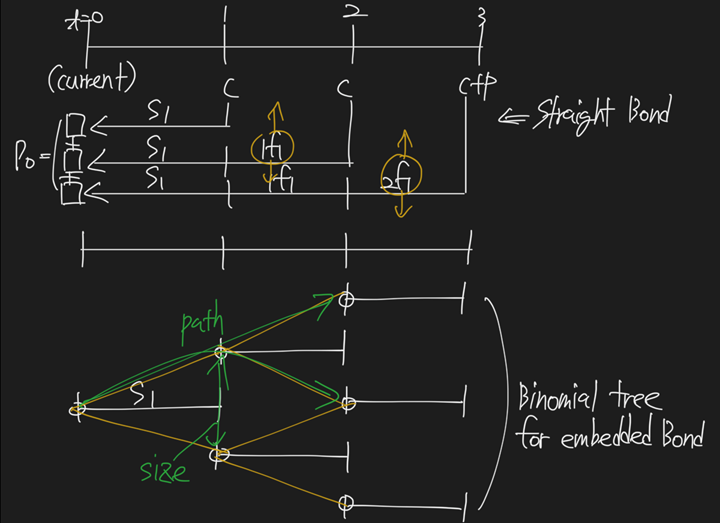 t=0 1 2 3
(current) C C C+P
S1
S1
S1
P0=
1f1
1f1
2f1
← Straight Bond
path
S1
size
Binomial tree
for embedded Bond